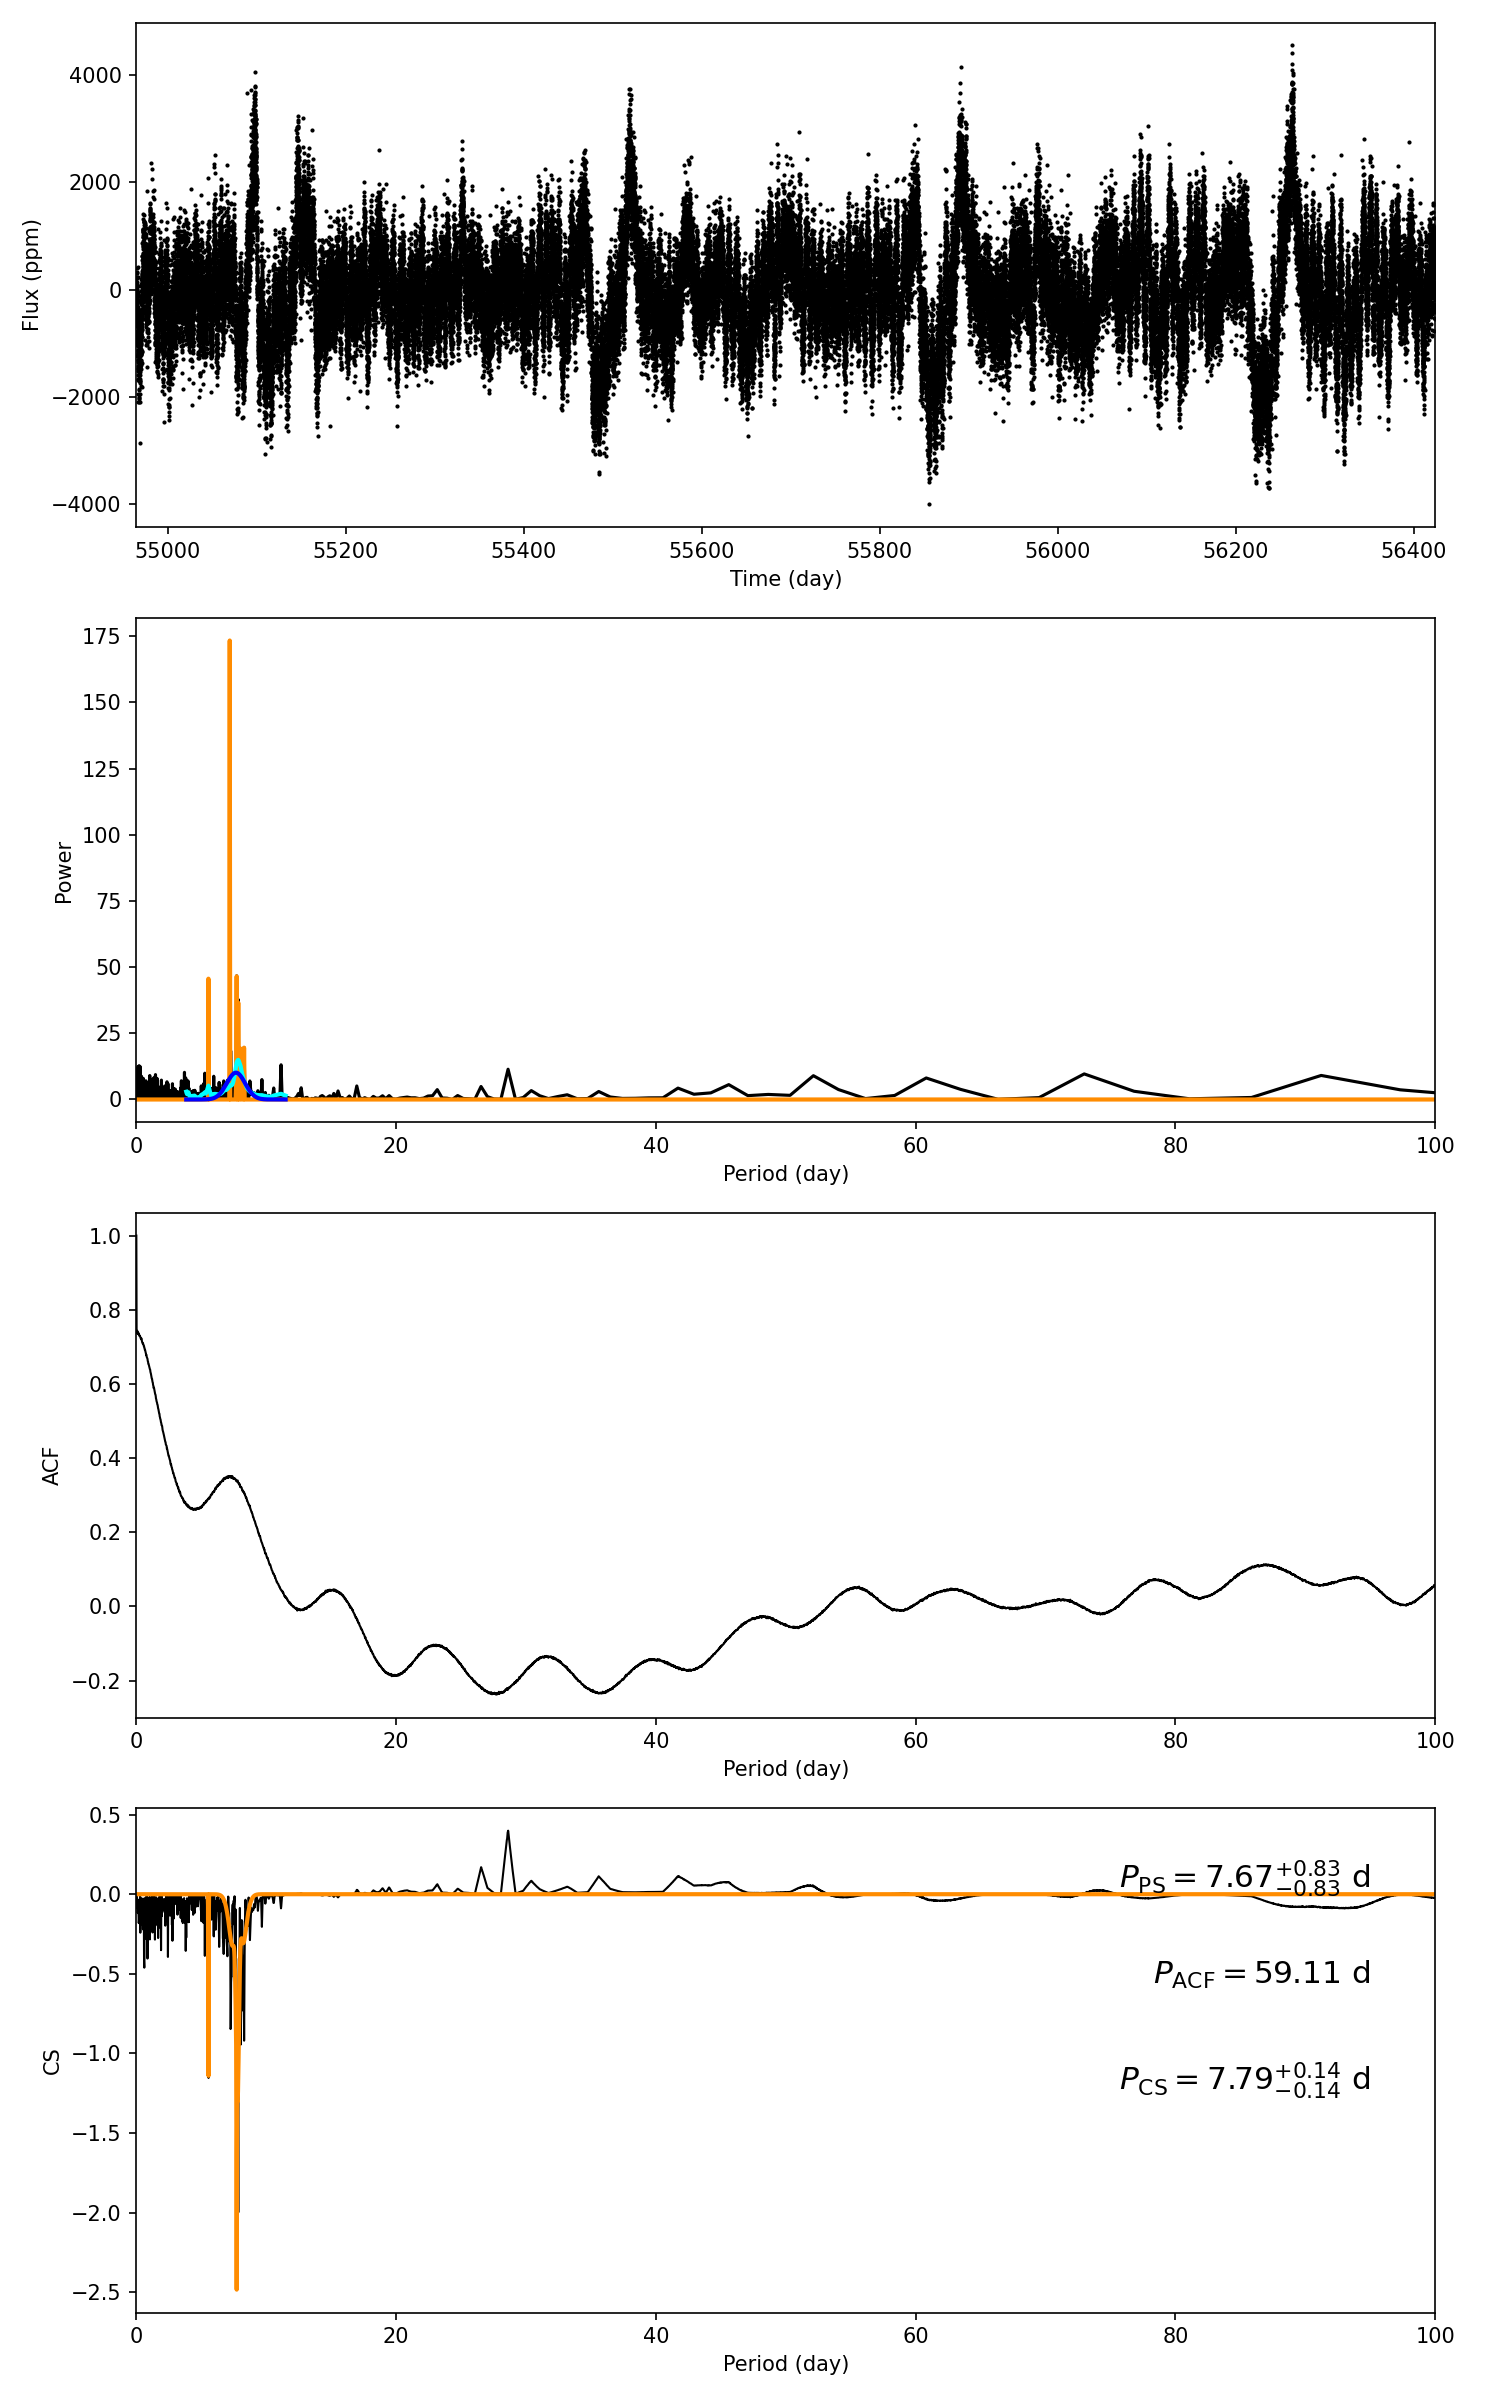 4000
2000
0
−2000
−4000
Flux (ppm)
55000 55200 55400 55600 55800 56000 56200 56400
Time (day)
175
150
125
100
75
50
25
0
Power
0 20 40 60 80 100
Period (day)
1.0
0.8
0.6
0.4
0.2
0.0
−0.2
ACF
0 20 40 60 80 100
Period (day)
0.5
0.0
−0.5
−1.0
−1.5
−2.0
−2.5
CS
P_PS = 7.67^{+0.83}_{−0.83} d
P_ACF = 59.11 d
P_CS = 7.79^{+0.14}_{−0.14} d
0 20 40 60 80 100
Period (day)